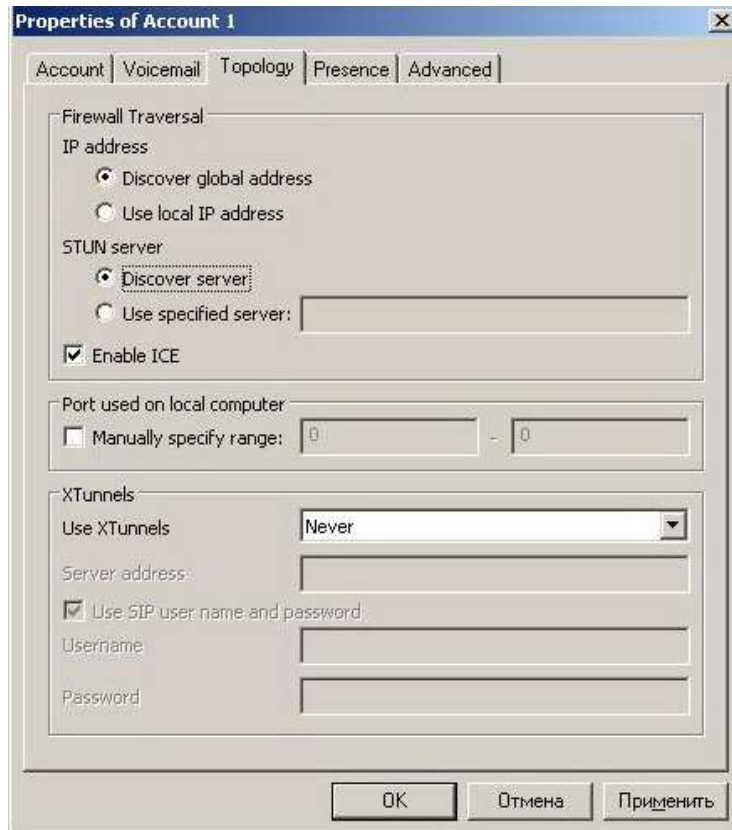 Properties of Account 1
Account Voicemail Topology Presence Advanced
Firewall Traversal
IP address
Discover global address
Use local IP address
STUN server
Discover server
Use specified server:
Enable ICE
Port used on local computer
Manually specify range: 0 - 0
XTunnels
Use XTunnels Never
Server address
Use SIP user name and password
Username
Password
OK Отмена Применить